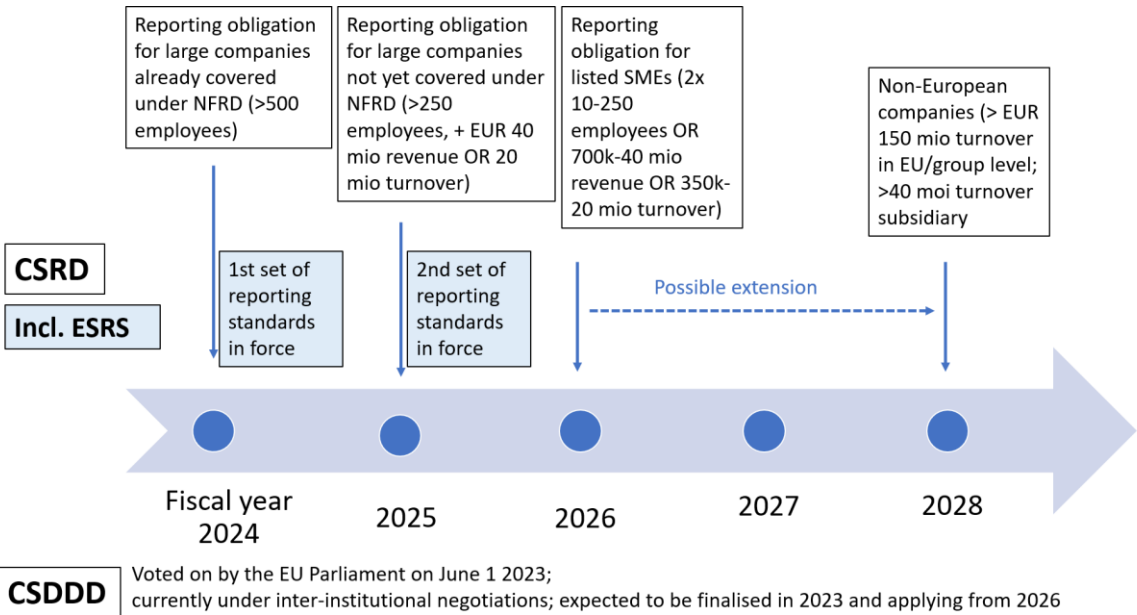 Reporting obligation
for large companies
already covered
under NFRD (>500
employees)
Reporting obligation
for large companies
not yet covered under
NFRD (>250
employees, + EUR 40
mio revenue OR 20
mio turnover)
Reporting
obligation for
listed SMEs (2x
10-250
employees OR
700k-40 mio
revenue OR 350k-
20 mio turnover)
Non-European
companies (> EUR
150 mio turnover
in EU/group level;
>40 moi turnover
subsidiary
CSRD
Incl. ESRS
1st set of
reporting
standards
in force
2nd set of
reporting
standards
in force
Possible extension
Fiscal year
2024
2025
2026
2027
2028
CSDDD
Voted on by the EU Parliament on June 1 2023;
currently under inter-institutional negotiations; expected to be finalised in 2023 and applying from 2026